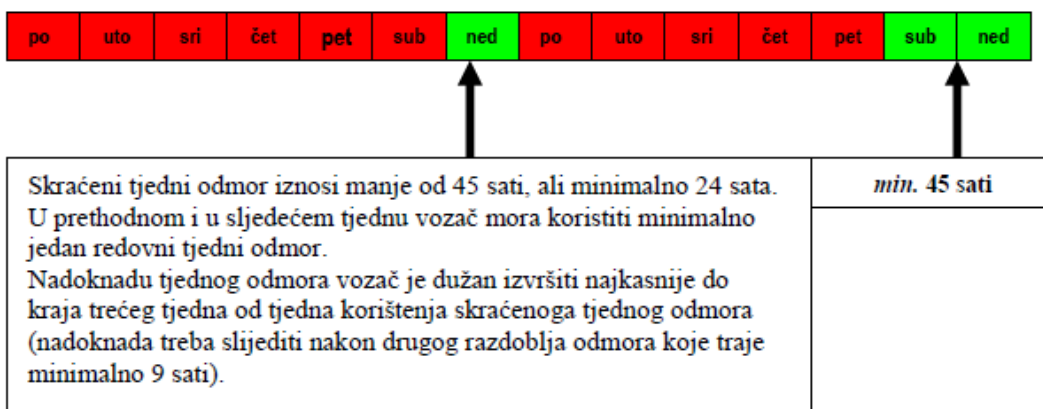 po uto sri čet pet sub ned po uto sri čet pet sub ned
Skraćeni tjedni odmor iznosi manje od 45 sati, ali minimalno 24 sata.
U prethodnom i u sljedećem tjednu vozač mora koristiti minimalno
jedan redovni tjedni odmor.
Nadoknadu tjednog odmora vozač je dužan izvršiti najkasnije do
kraja trećeg tjedna od tjedna korištenja skraćenoga tjednog odmora
(nadoknada treba slijediti nakon drugog razdoblja odmora koje traje
minimalno 9 sati).
min. 45 sati